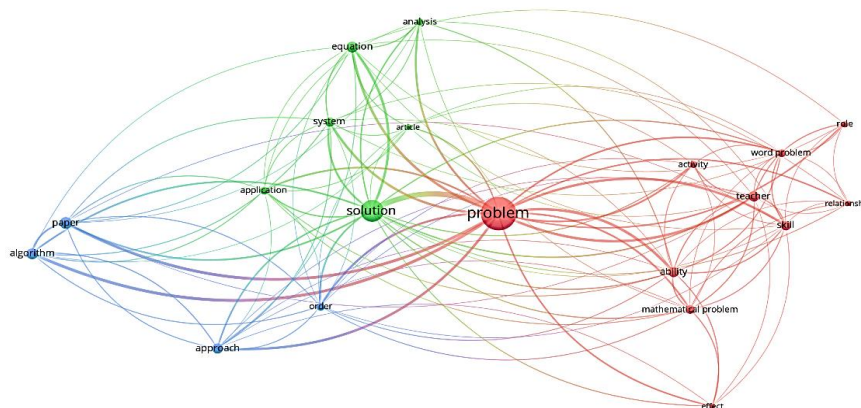 analysis
equation
role
system
article
word problem
activity
application
teacher
relationsh
solution
problem
paper
skill
algorithm
ability
order
mathematical problem
approach
effect